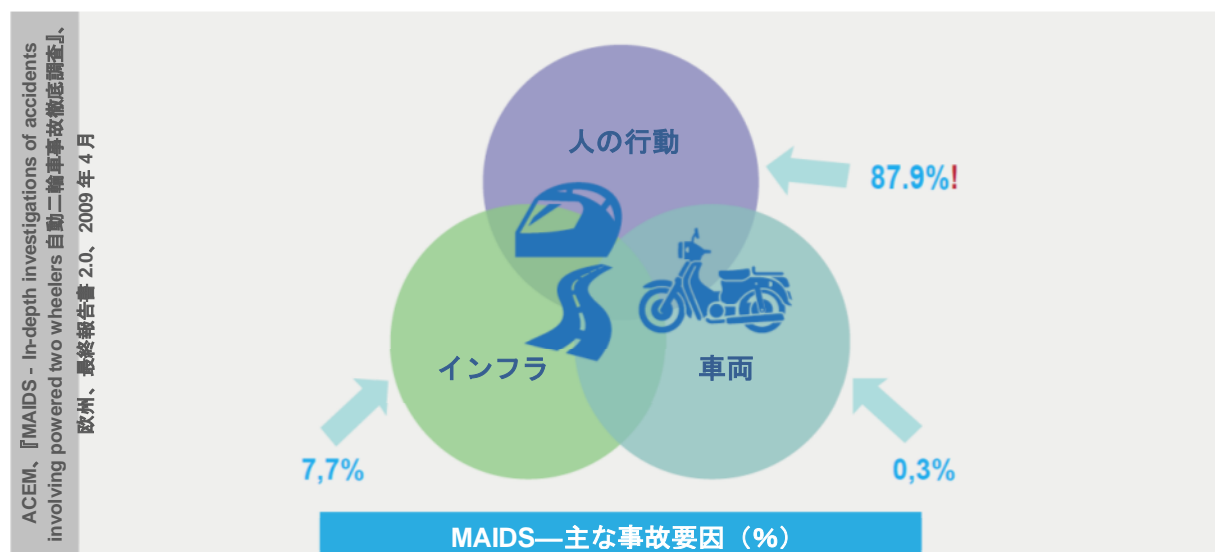 ACEM、『MAIDS - In-depth investigations of accidents
involving powered two wheelers 自動二輪車事故徹底調査』、
欧州、最終報告書 2.0、 2009 年 4 月
人の行動
87.9%!
インフラ
車両
7,7%
0,3%
MAIDS—主な事故要因（%）